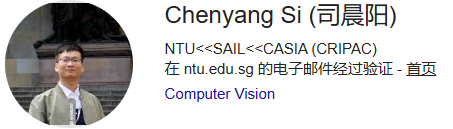 Chenyang Si (司晨阳)
NTU<<SAIL<<CASIA (CRIPAC)
在 ntu.edu.sg 的电子邮件经过验证 - 首页
Computer Vision